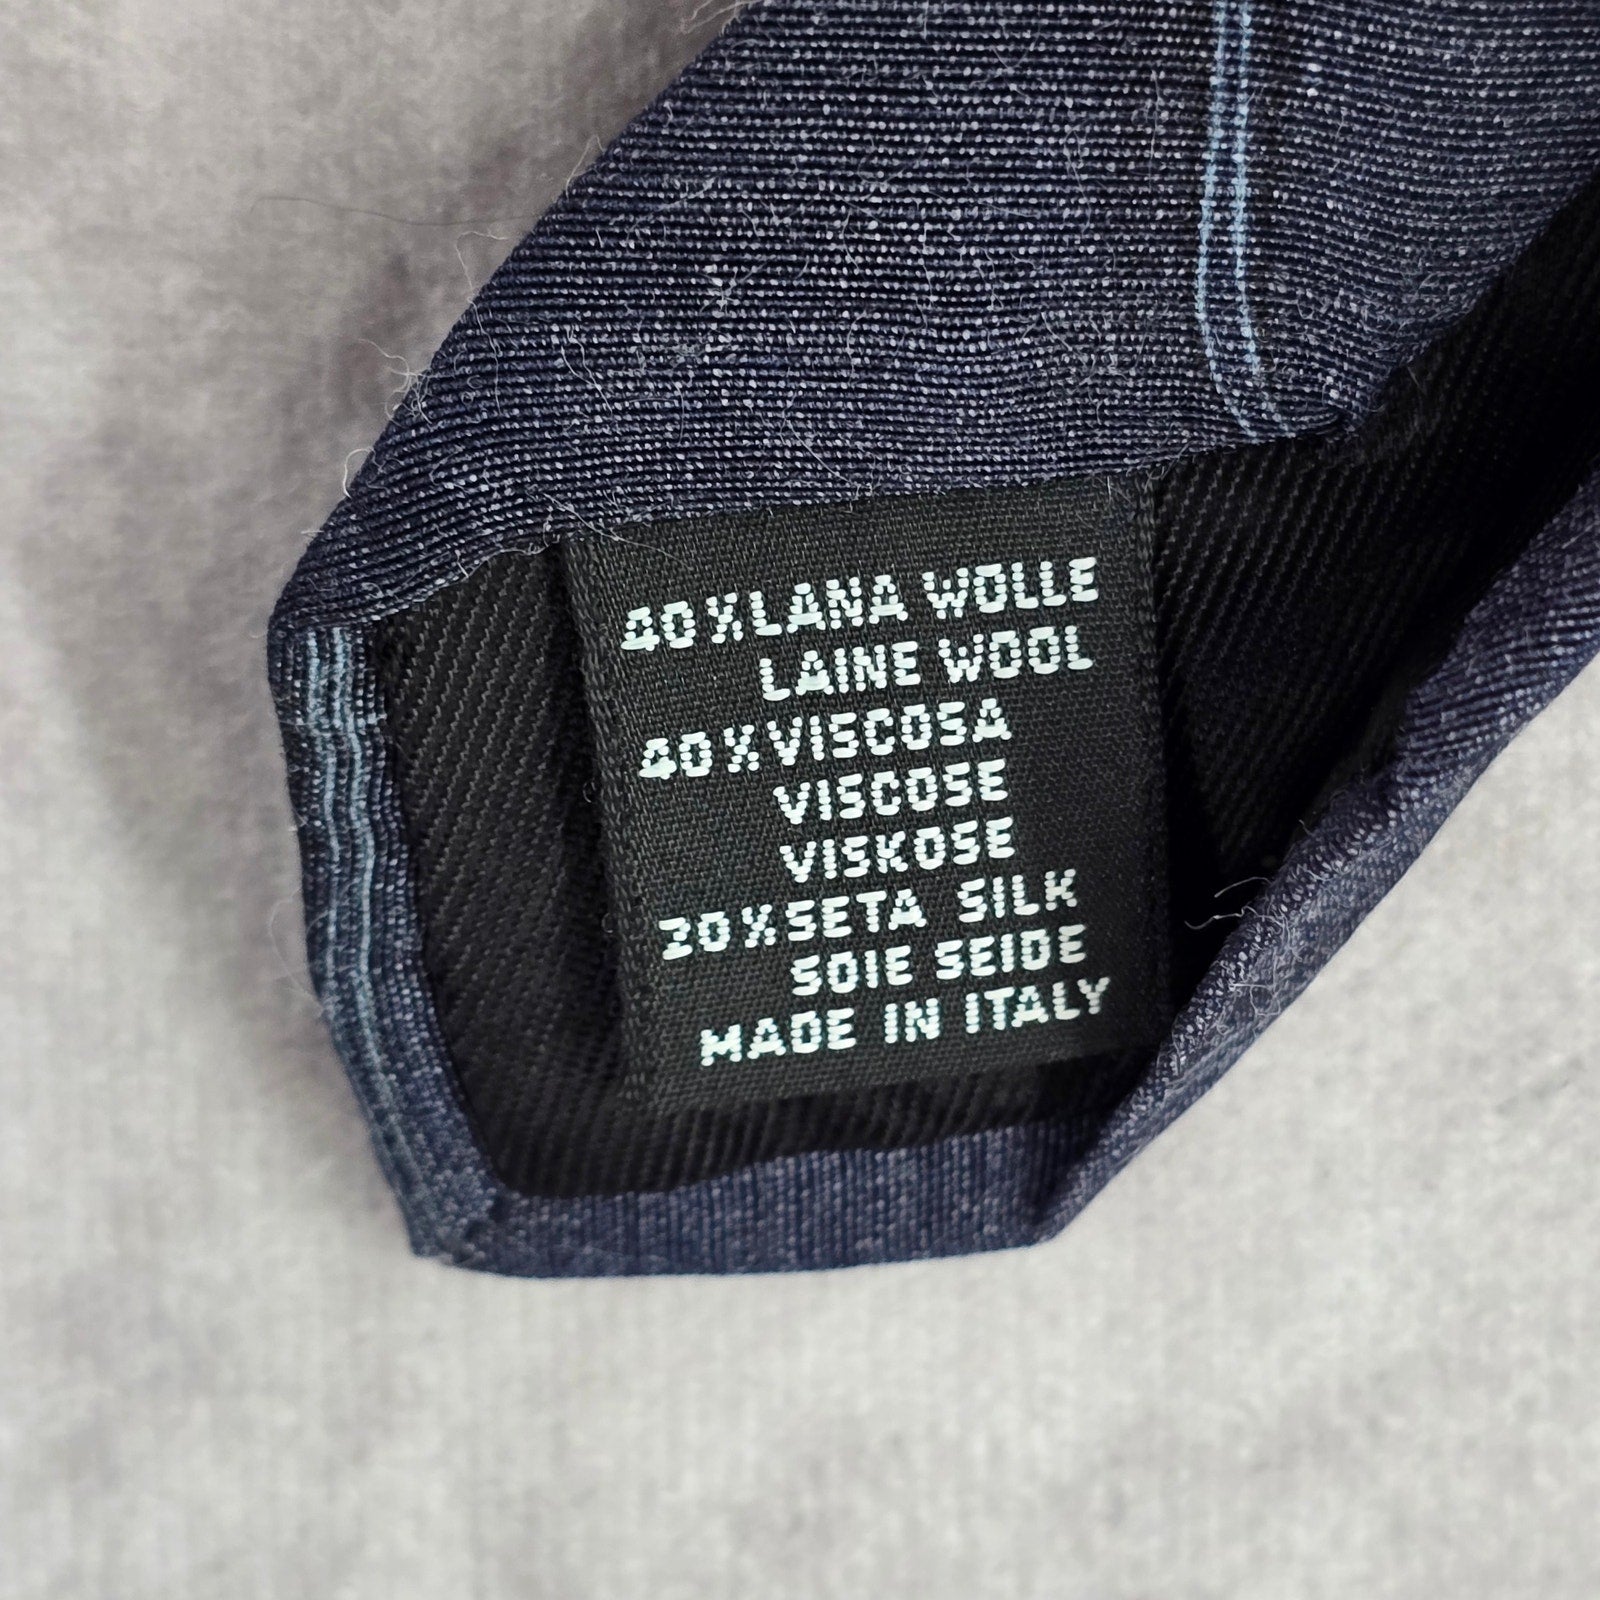 40%LANA WOLLE
LAINE WOOL
40%VISCOSA
VISCOSE
VISKOSE
20%SETA SILK
SOIE SEIDE
MADE IN ITALY